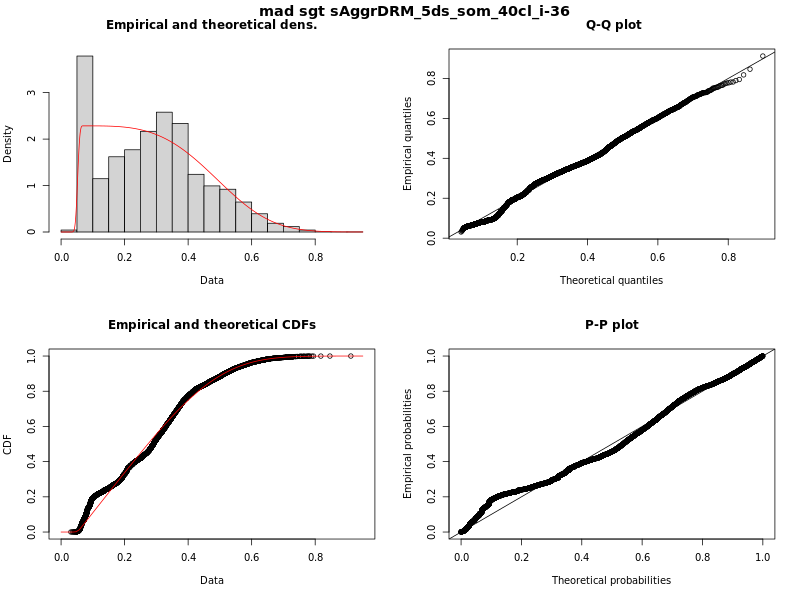 mad sgt sAggrDRM_5ds_som_40cl_i-36
Empirical and theoretical dens.
Density
0 1 2 3
0.0 0.2 0.4 0.6 0.8
Data
Q-Q plot
Empirical quantiles
0.0 0.2 0.4 0.6 0.8
0.2 0.4 0.6 0.8
Theoretical quantiles
Empirical and theoretical CDFs
CDF
0.0 0.2 0.4 0.6 0.8 1.0
0.0 0.2 0.4 0.6 0.8
Data
P-P plot
Empirical probabilities
0.0 0.2 0.4 0.6 0.8 1.0
0.0 0.2 0.4 0.6 0.8 1.0
Theoretical probabilities